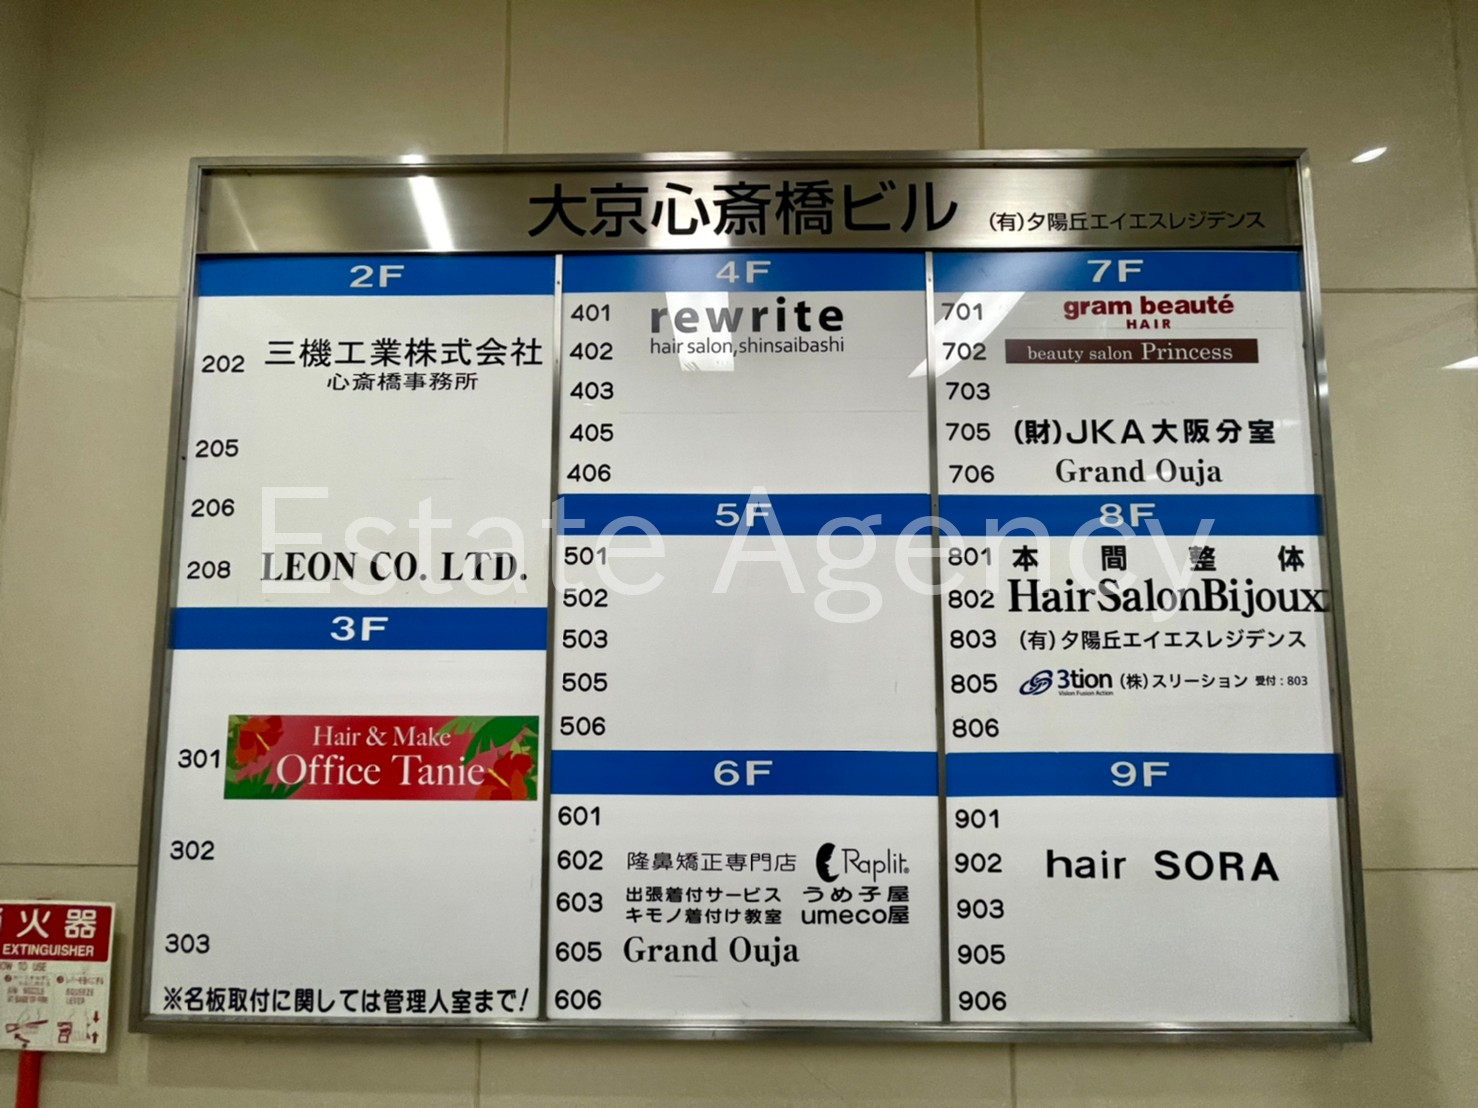 大京心斎橋ビル (有)夕陽丘エイエスレジデンス
2F
202 三機工業株式会社
心斎橋事務所
205
206
208 LEON CO. LTD.
3F
301 Hair & Make
Office Tanie
302
303
※名板取付に関しては管理人室まで!
4F
401 rewrite
402 hair salon,shinsaibashi
403
405
406
5F
501
502
503
505
506
6F
601
602 隆鼻矯正専門店 Raplit.
603 出張着付サービス うめ子屋
キモノ着付け教室 umeco屋
605 Grand Ouja
606
7F
701 gram beauté
HAIR
702 beauty salon Princess
703
705 (財)JKA大阪分室
706 Grand Ouja
8F
801 本間整体
802 HairSalonBijoux
803 (有)夕陽丘エイエスレジデンス
805 3tion (株)スリーション 受付:803
Vision Fusion Action
806
9F
901
902 hair SORA
903
905
906
Estate Agency
火器
EXTINGUISHER
TO USE